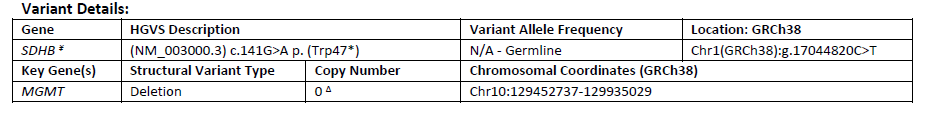 Variant Details:
Gene HGVS Description Variant Allele Frequency Location: GRCh38
SDHB ¥ (NM_003000.3) c.141G>A p. (Trp47*) N/A - Germline Chr1(GRCh38):g.17044820C>T
Key Gene(s) Structural Variant Type Copy Number Chromosomal Coordinates (GRCh38)
MGMT Deletion 0 Δ Chr10:129452737-129935029